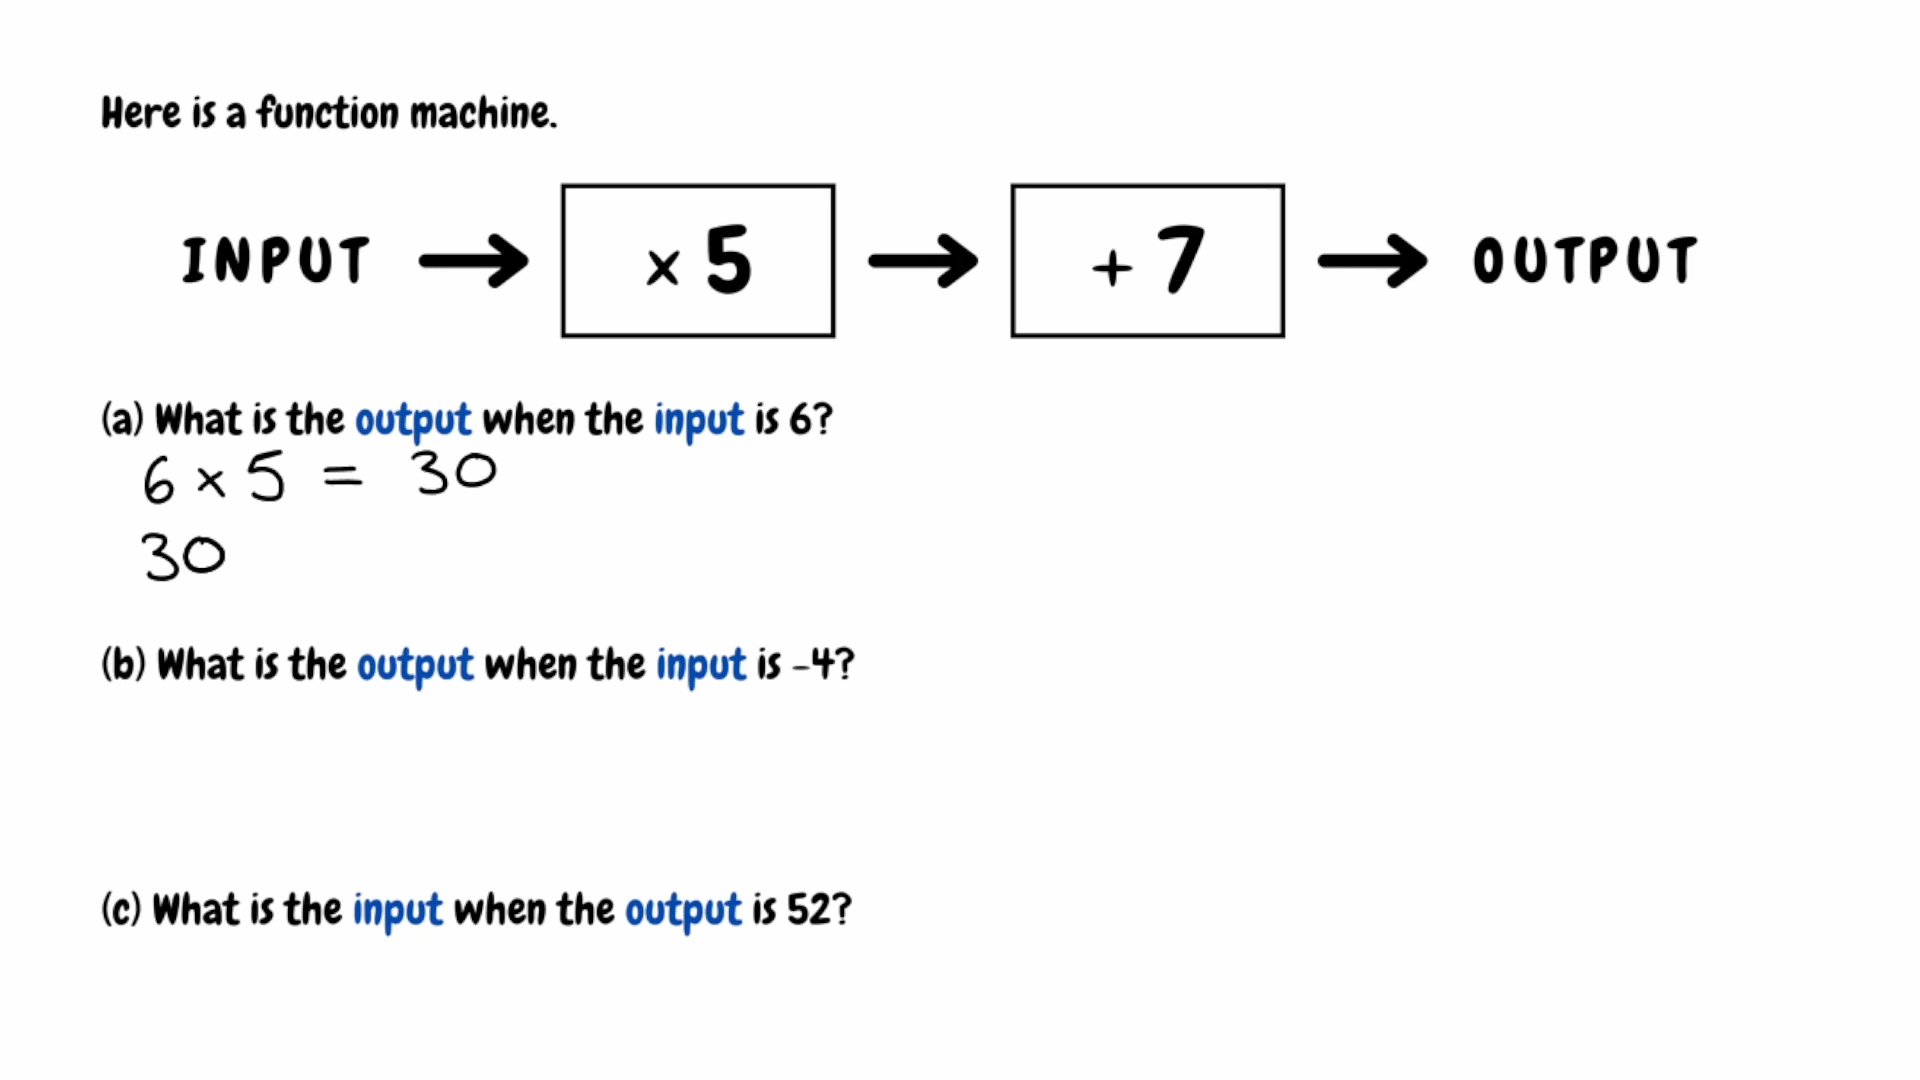 Here is a function machine.
INPUT → × 5 → + 7 → OUTPUT
(a) What is the output when the input is 6?
6 × 5 = 30
30
(b) What is the output when the input is -4?
(c) What is the input when the output is 52?